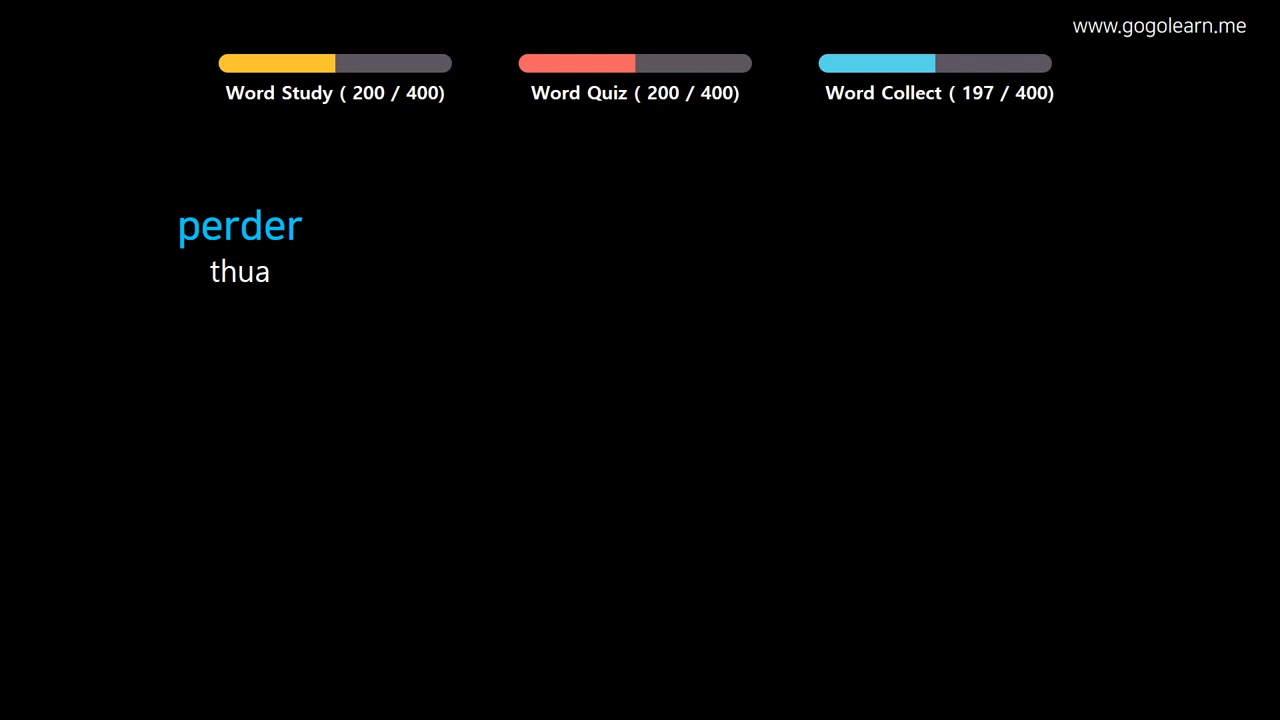 www.gogolearn.me
Word Study ( 200 / 400)
Word Quiz ( 200 / 400)
Word Collect ( 197 / 400)
perder
thua